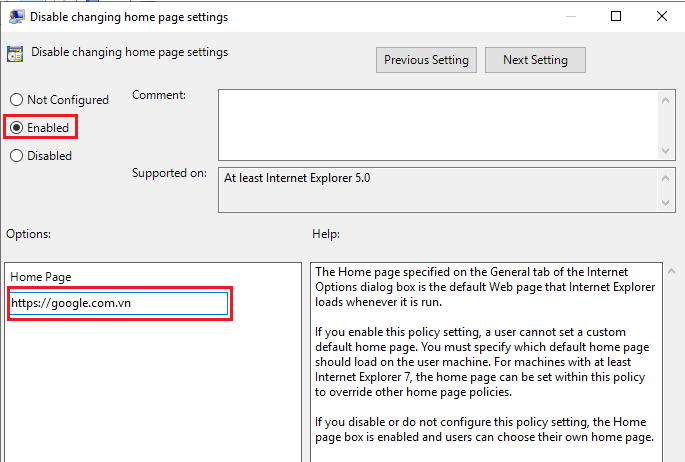 Disable changing home page settings
Disable changing home page settings
Previous Setting
Next Setting
Not Configured
Comment:
Enabled
Disabled
Supported on:
At least Internet Explorer 5.0
Options:
Help:
Home Page
https://google.com.vn
The Home page specified on the General tab of the Internet
Options dialog box is the default Web page that Internet Explorer
loads whenever it is run.
If you enable this policy setting, a user cannot set a custom
default home page. You must specify which default home page
should load on the user machine. For machines with at least
Internet Explorer 7, the home page can be set within this policy
to override other home page policies.
If you disable or do not configure this policy setting, the Home
page box is enabled and users can choose their own home page.